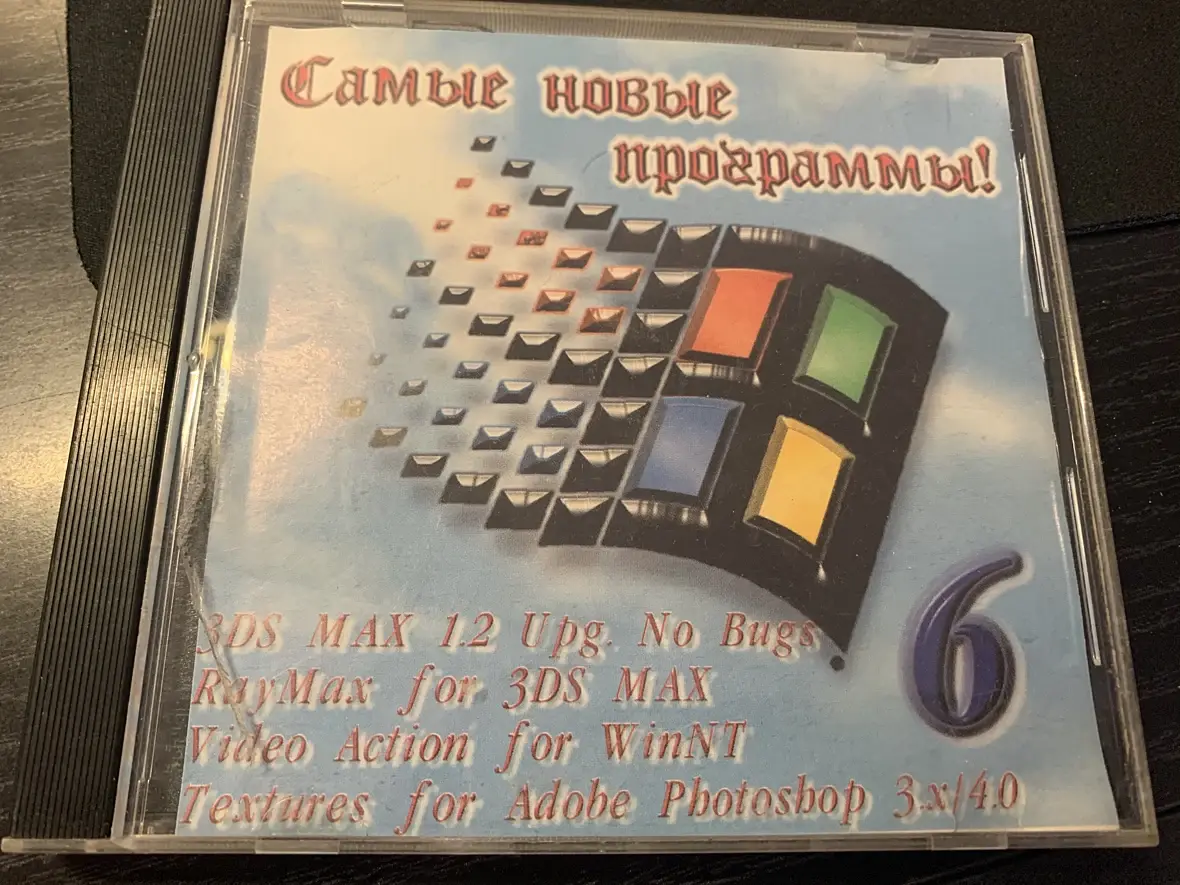 Самые новые
программы!
6
3DS MAX 1.2 Upg. No Bugs
RayMax for 3DS MAX
Video Action for WinNT
Textures for Adobe Photoshop 3.x/4.0